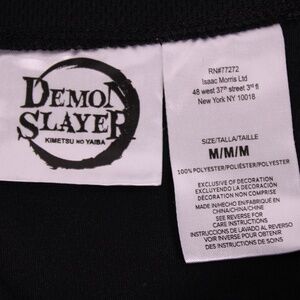 DEMON
SLAYER
KIMETSU NO YAIBA
RN#77272
Isaac Morris Ltd
48 west 37th street 3rd fl
New York NY 10018
SIZE/TALLA/TAILLE
M/M/M
100% POLYESTER/POLIÉSTER/POLYESTER
EXCLUSIVE OF DECORATION
EXCLUYENDO LA DECORACIÓN
DÉCORATION NON COMPRISE
MADE IN/HECHO EN/FABRIQUÉ EN
CHINA/CHINA/CHINE
SEE REVERSE FOR
CARE INSTRUCTIONS
INSTRUCCIONES DE LAVADO AL REVERSO
VOIR INVERSE POUR OBTENIR
DES INSTRUCTIONS DE SOINS